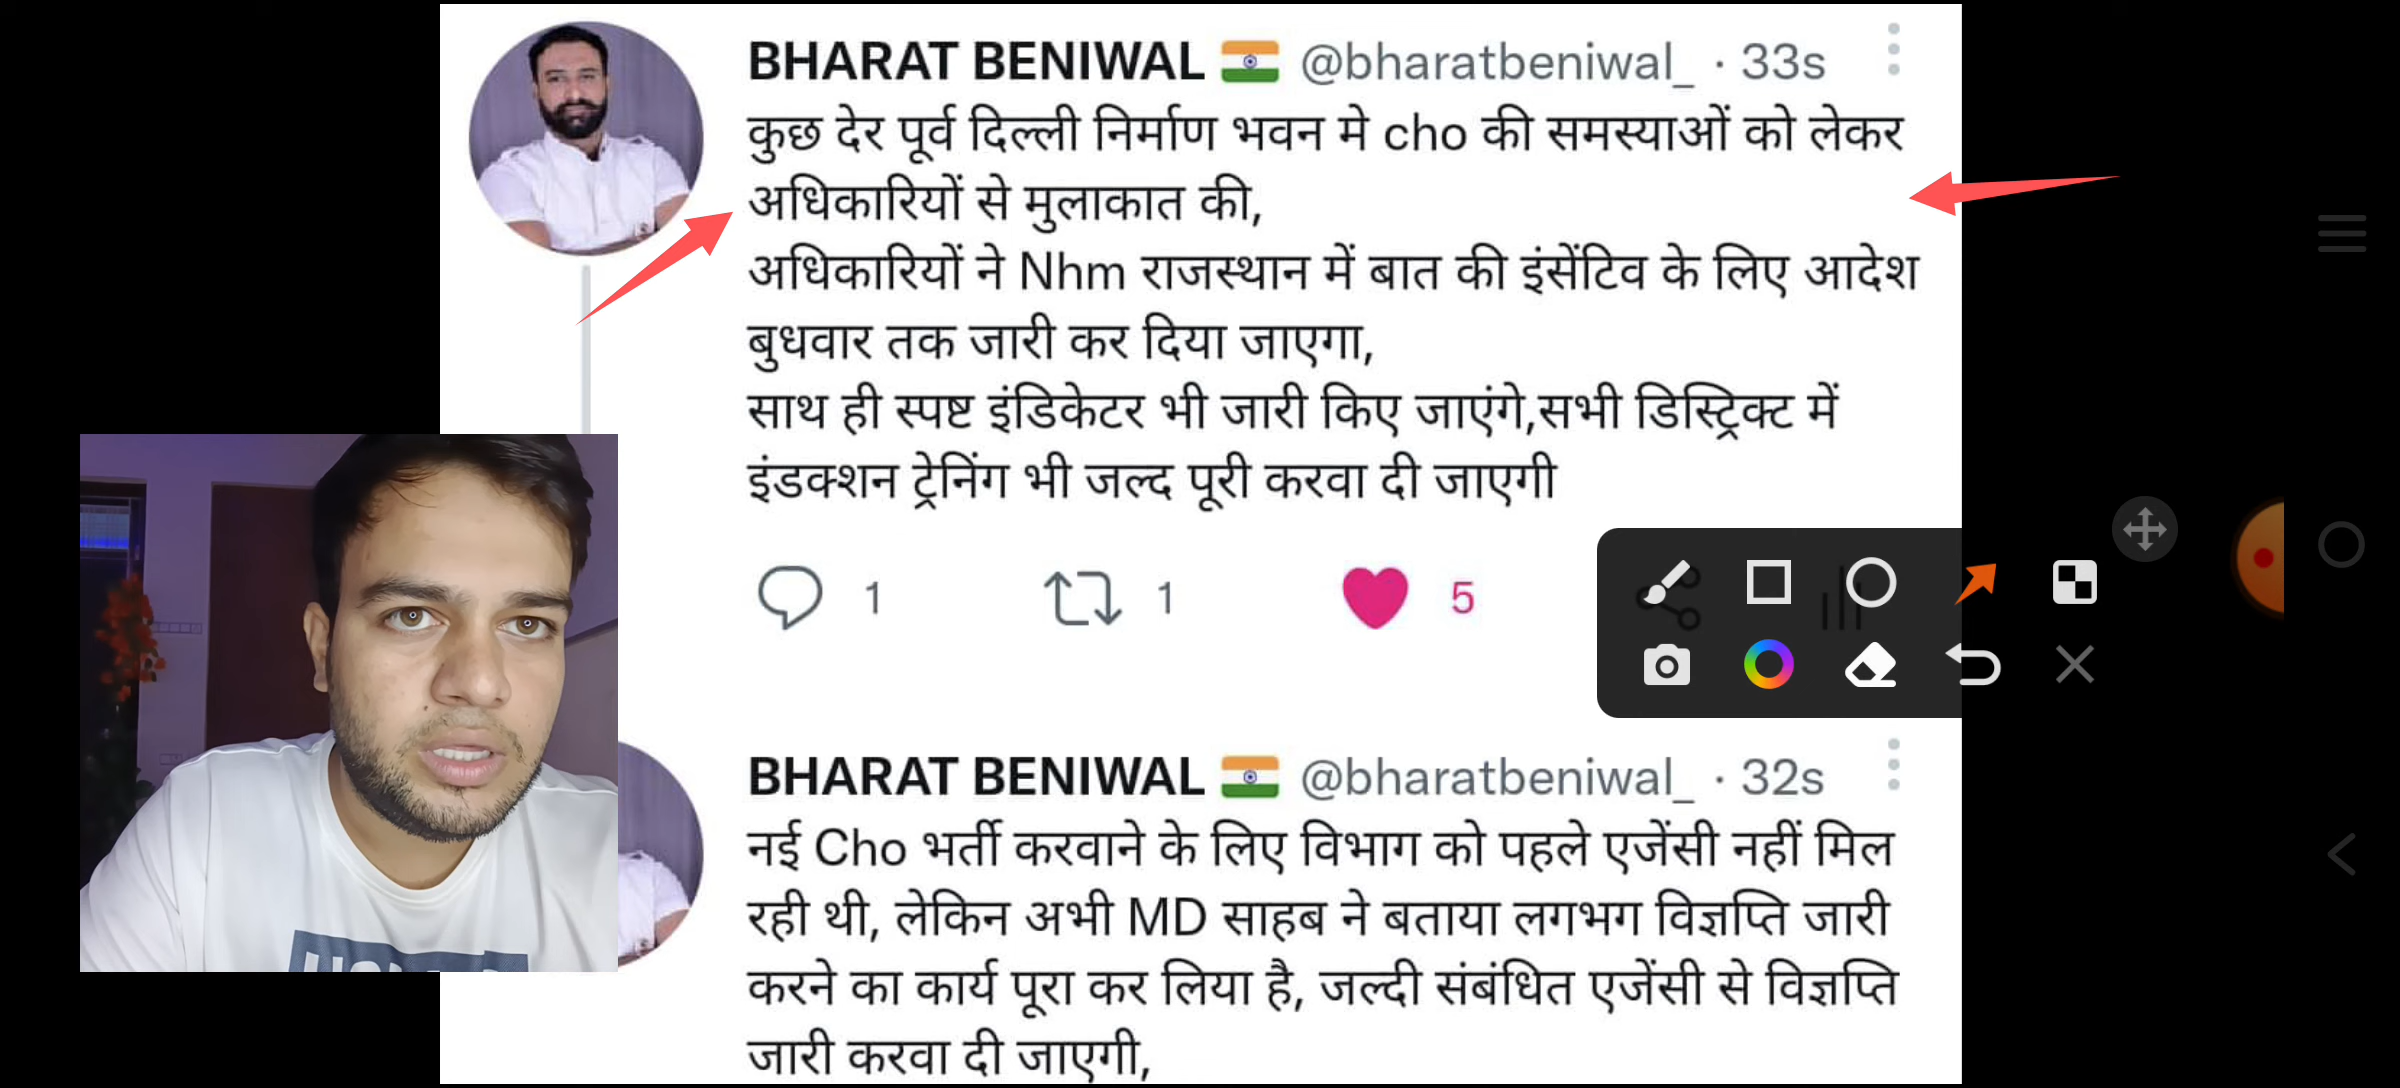 BHARAT BENIWAL 🇮🇳 @bharatbeniwal_ · 33s
कुछ देर पूर्व दिल्ली निर्माण भवन मे cho की समस्याओं को लेकर
अधिकारियों से मुलाकात की,
अधिकारियों ने Nhm राजस्थान में बात की इंसेंटिव के लिए आदेश
बुधवार तक जारी कर दिया जाएगा,
साथ ही स्पष्ट इंडिकेटर भी जारी किए जाएंगे,सभी डिस्ट्रिक्ट में
इंडक्शन ट्रेनिंग भी जल्द पूरी करवा दी जाएगी
1 1 5
BHARAT BENIWAL 🇮🇳 @bharatbeniwal_ · 32s
नई Cho भर्ती करवाने के लिए विभाग को पहले एजेंसी नहीं मिल
रही थी, लेकिन अभी MD साहब ने बताया लगभग विज्ञप्ति जारी
करने का कार्य पूरा कर लिया है, जल्दी संबंधित एजेंसी से विज्ञप्ति
जारी करवा दी जाएगी,